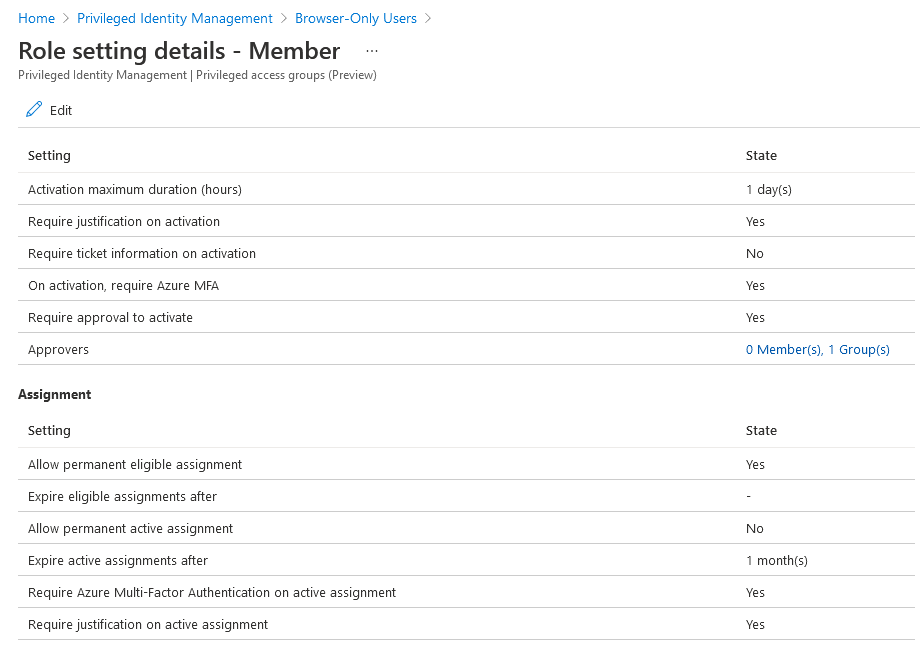 Home > Privileged Identity Management > Browser-Only Users >
Role setting details - Member ...
Privileged Identity Management | Privileged access groups (Preview)
Edit
Setting State
Activation maximum duration (hours) 1 day(s)
Require justification on activation Yes
Require ticket information on activation No
On activation, require Azure MFA Yes
Require approval to activate Yes
Approvers 0 Member(s), 1 Group(s)
Assignment
Setting State
Allow permanent eligible assignment Yes
Expire eligible assignments after -
Allow permanent active assignment No
Expire active assignments after 1 month(s)
Require Azure Multi-Factor Authentication on active assignment Yes
Require justification on active assignment Yes